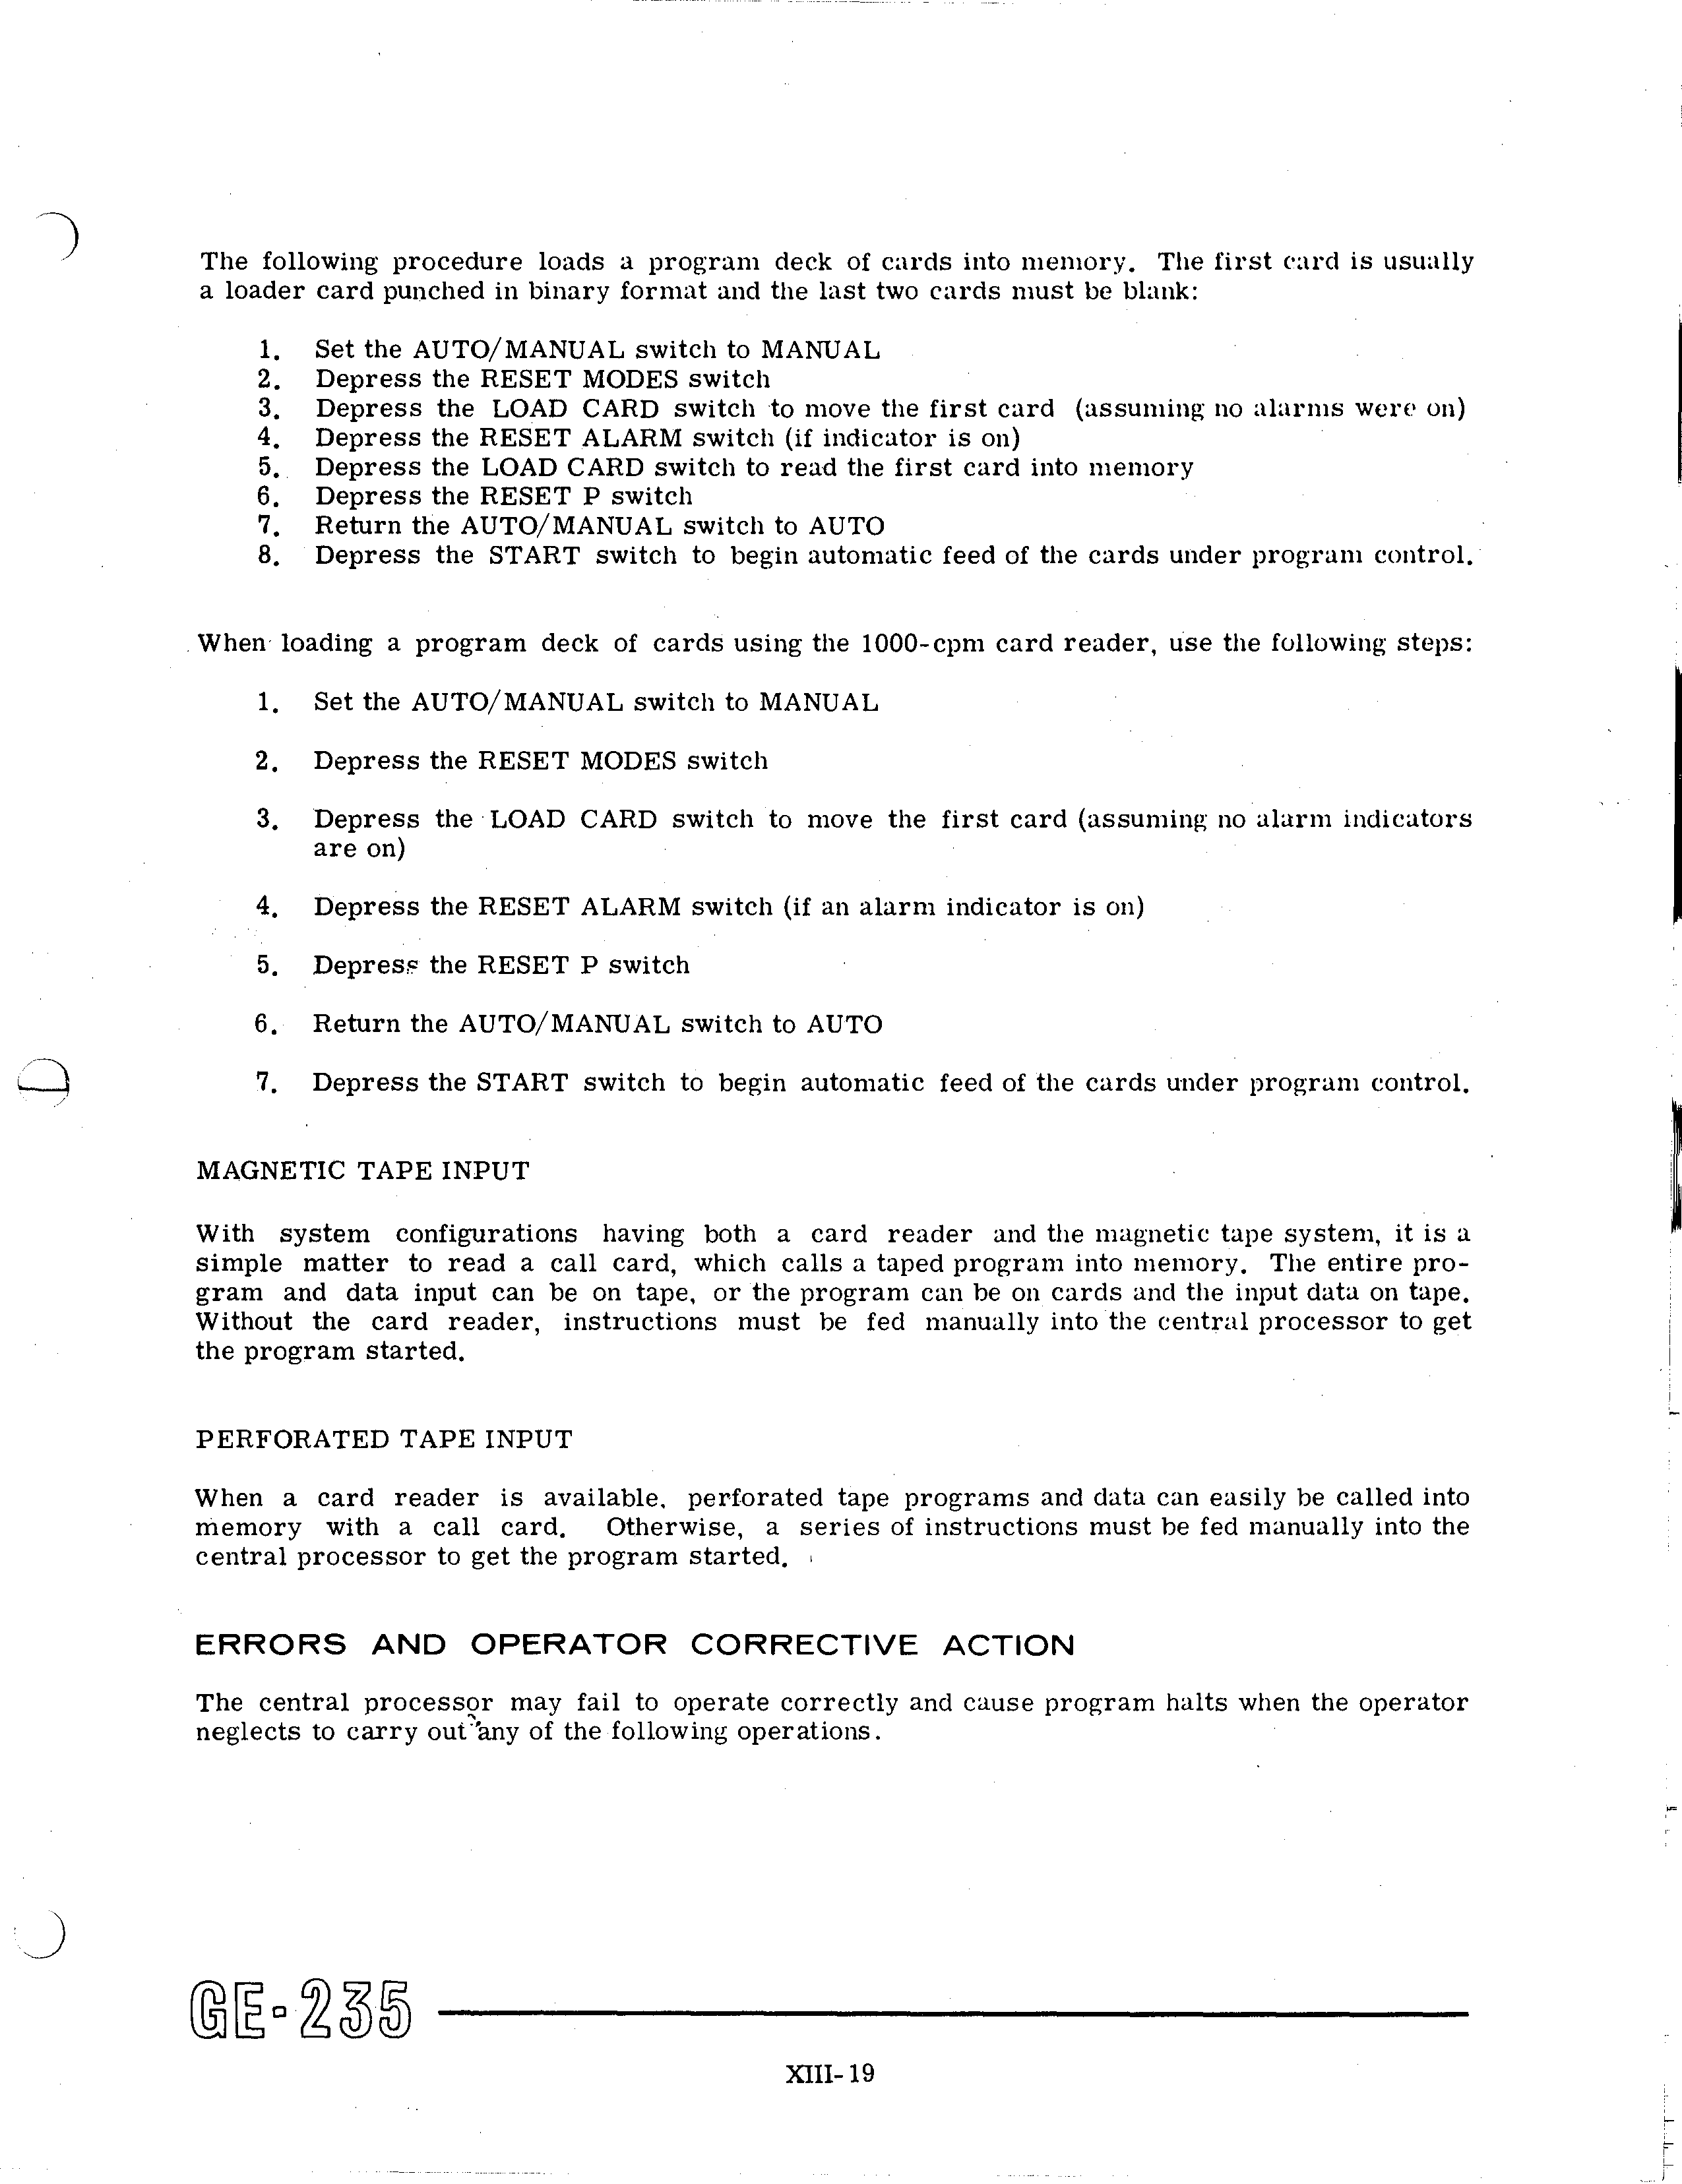 The following procedure loads a program deck of cards into memory. The first card is usually
a loader card punched in binary format and the last two cards must be blank:
1. Set the AUTO/MANUAL switch to MANUAL
2. Depress the RESET MODES switch
3. Depress the LOAD CARD switch to move the first card (assuming no alarms were on)
4. Depress the RESET ALARM switch (if indicator is on)
5. Depress the LOAD CARD switch to read the first card into memory
6. Depress the RESET P switch
7. Return the AUTO/MANUAL switch to AUTO
8. Depress the START switch to begin automatic feed of the cards under program control.
When loading a program deck of cards using the 1000-cpm card reader, use the following steps:
1. Set the AUTO/MANUAL switch to MANUAL
2. Depress the RESET MODES switch
3. Depress the LOAD CARD switch to move the first card (assuming no alarm indicators
are on)
4. Depress the RESET ALARM switch (if an alarm indicator is on)
5. Depress the RESET P switch
6. Return the AUTO/MANUAL switch to AUTO
7. Depress the START switch to begin automatic feed of the cards under program control.
MAGNETIC TAPE INPUT
With system configurations having both a card reader and the magnetic tape system, it is a
simple matter to read a call card, which calls a taped program into memory. The entire pro-
gram and data input can be on tape, or the program can be on cards and the input data on tape.
Without the card reader, instructions must be fed manually into the central processor to get
the program started.
PERFORATED TAPE INPUT
When a card reader is available, perforated tape programs and data can easily be called into
memory with a call card. Otherwise, a series of instructions must be fed manually into the
central processor to get the program started.
ERRORS AND OPERATOR CORRECTIVE ACTION
The central processor may fail to operate correctly and cause program halts when the operator
neglects to carry out any of the following operations.
GE-235
XIII-19